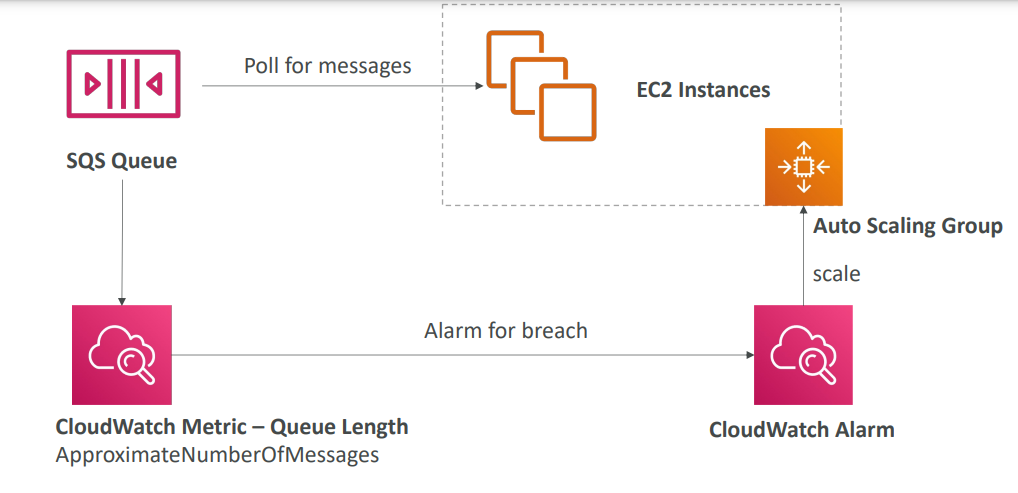 Poll for messages
EC2 Instances
SQS Queue
Auto Scaling Group
scale
Alarm for breach
CloudWatch Metric – Queue Length
ApproximateNumberOfMessages
CloudWatch Alarm